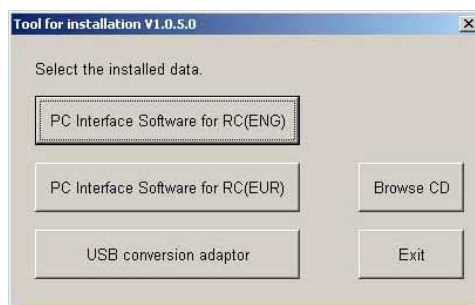 Tool for installation V1.0.5.0
Select the installed data.
PC Interface Software for RC(ENG)
PC Interface Software for RC(EUR)
Browse CD
USB conversion adaptor
Exit